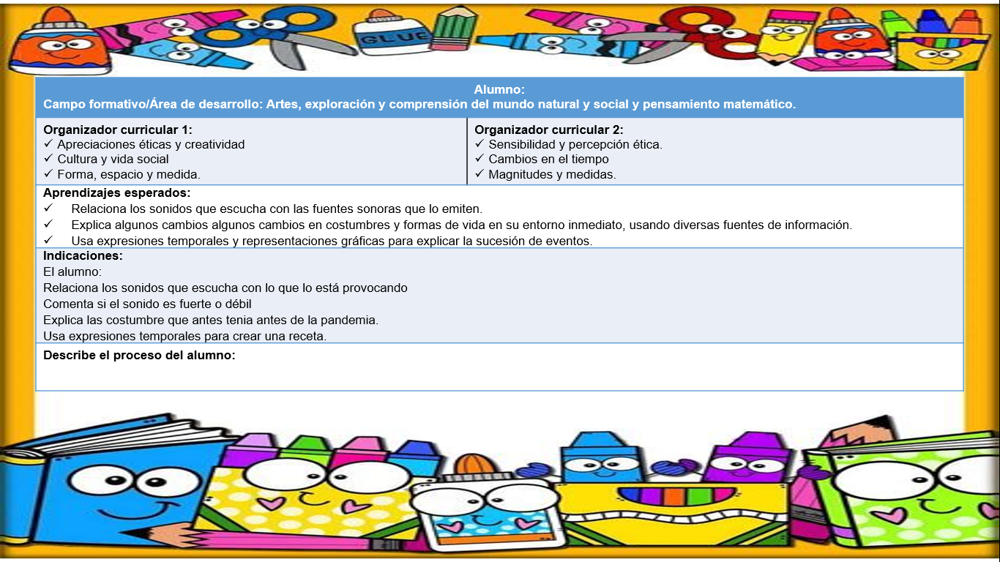 GLUE
Alumno:
Campo formativo/Área de desarrollo: Artes, exploración y comprensión del mundo natural y social y pensamiento matemático.
Organizador curricular 1:
✓ Apreciaciones éticas y creatividad
✓ Cultura y vida social
✓ Forma, espacio y medida.
Organizador curricular 2:
✓ Sensibilidad y percepción ética.
✓ Cambios en el tiempo
✓ Magnitudes y medidas.
Aprendizajes esperados:
✓ Relaciona los sonidos que escucha con las fuentes sonoras que lo emiten.
✓ Explica algunos cambios algunos cambios en costumbres y formas de vida en su entorno inmediato, usando diversas fuentes de información.
✓ Usa expresiones temporales y representaciones gráficas para explicar la sucesión de eventos.
Indicaciones:
El alumno:
Relaciona los sonidos que escucha con lo que lo está provocando
Comenta si el sonido es fuerte o débil
Explica las costumbre que antes tenia antes de la pandemia.
Usa expresiones temporales para crear una receta.
Describe el proceso del alumno: